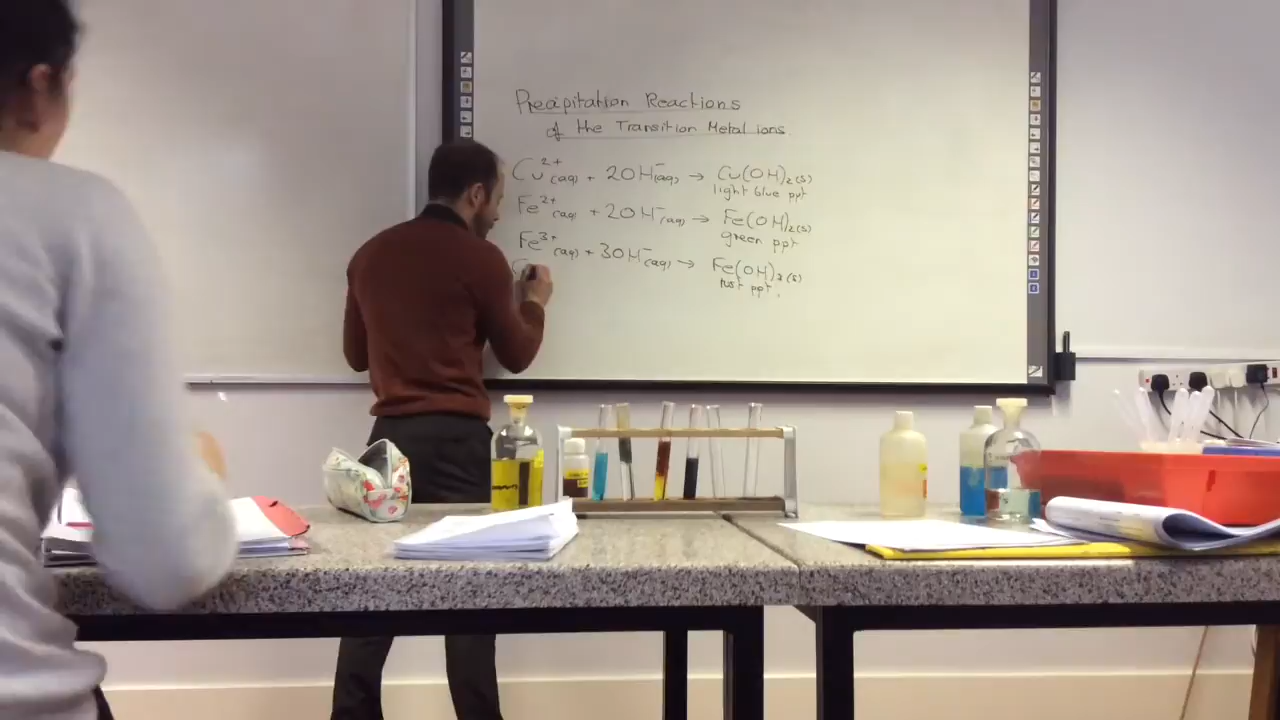 Precipitation Reactions
of the Transition Metal ions.
Cu²⁺(aq) + 2OH⁻(aq) → Cu(OH)₂(s)
light blue ppt
Fe²⁺(aq) + 2OH⁻(aq) → Fe(OH)₂(s)
green ppt
Fe³⁺(aq) + 3OH⁻(aq) → Fe(OH)₃(s)
rust ppt.
C